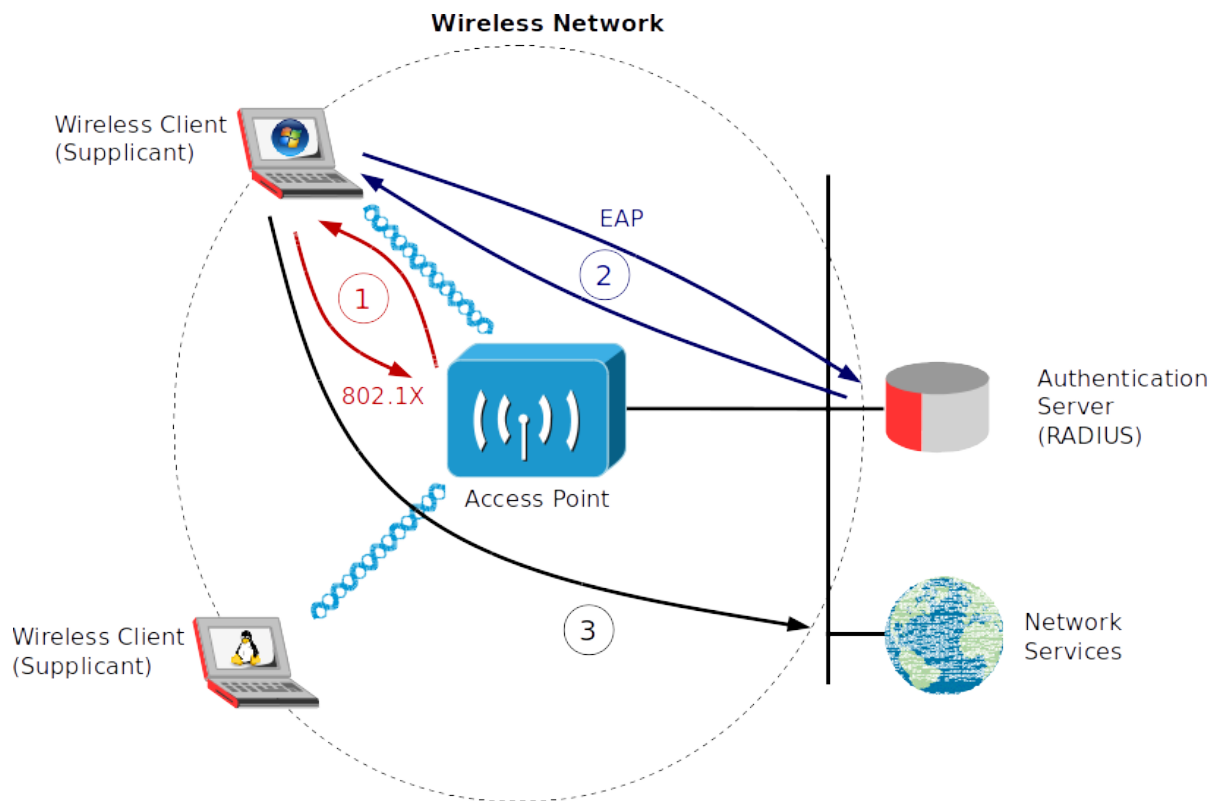 Wireless Network
Wireless Client
(Supplicant)
EAP
2
1
802.1X
Authentication
Server
(RADIUS)
Access Point
3
Network
Services
Wireless Client
(Supplicant)